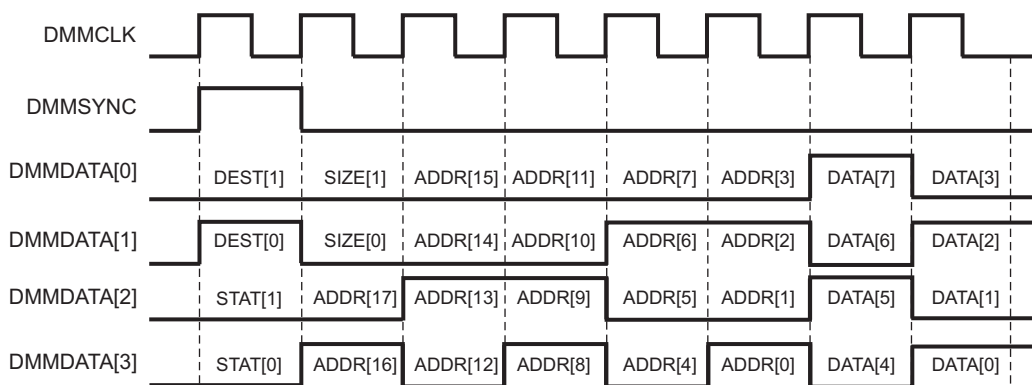 DMMCLK
DMMSYNC
DMMDATA[0] DEST[1] SIZE[1] ADDR[15] ADDR[11] ADDR[7] ADDR[3] DATA[7] DATA[3]
DMMDATA[1] DEST[0] SIZE[0] ADDR[14] ADDR[10] ADDR[6] ADDR[2] DATA[6] DATA[2]
DMMDATA[2] STAT[1] ADDR[17] ADDR[13] ADDR[9] ADDR[5] ADDR[1] DATA[5] DATA[1]
DMMDATA[3] STAT[0] ADDR[16] ADDR[12] ADDR[8] ADDR[4] ADDR[0] DATA[4] DATA[0]